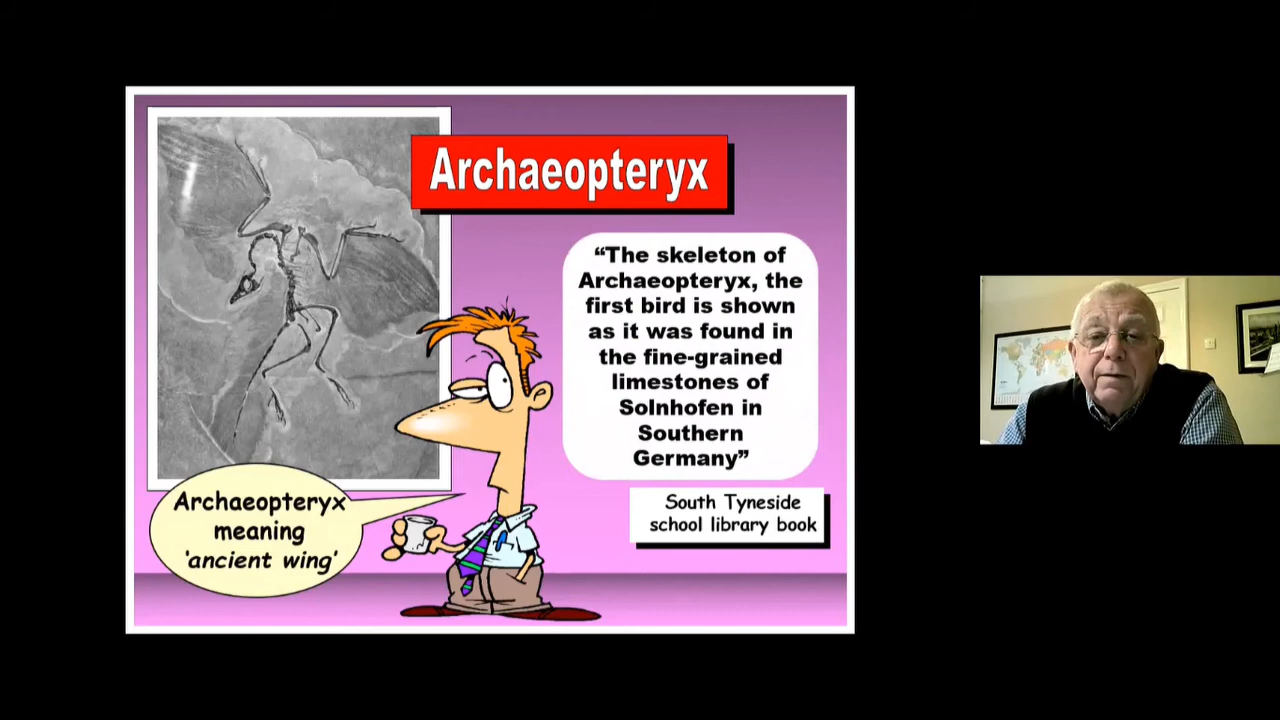 Archaeopteryx
“The skeleton of
Archaeopteryx, the
first bird is shown
as it was found in
the fine-grained
limestones of
Solnhofen in
Southern
Germany”
South Tyneside
school library book
Archaeopteryx
meaning
‘ancient wing’